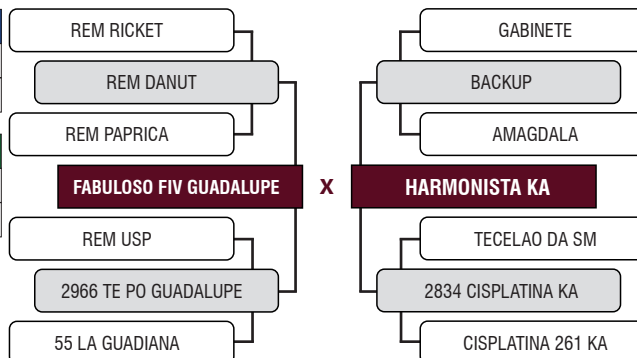 REM RICKET
GABINETE
REM DANUT
BACKUP
REM PAPRICA
AMAGDALA
FABULOSO FIV GUADALUPE
X
HARMONISTA KA
REM USP
TECELAO DA SM
2966 TE PO GUADALUPE
2834 CISPLATINA KA
55 LA GUADIANA
CISPLATINA 261 KA